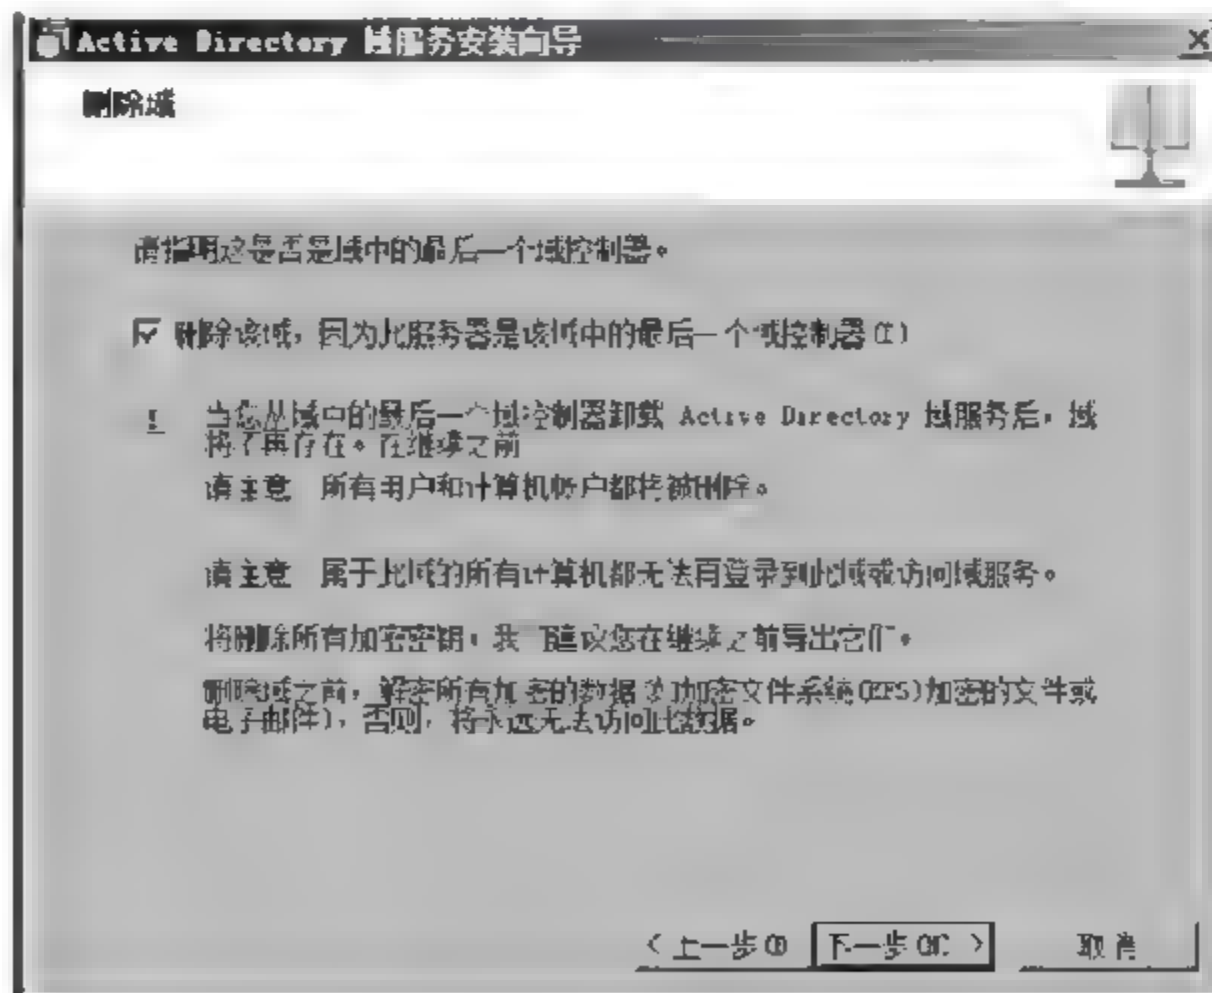 Active Directory 域服务安装向导
删除域
请指明这是否是域中的最后一个域控制器。
删除该域，因为此服务器是该域中的最后一个域控制器
当您从域中的最后一个域控制器卸载 Active Directory 域服务后，域
将不再存在。在继续之前
请注意 所有用户和计算机帐户都将被删除。
请注意 属于此域的所有计算机都无法再登录到此域或访问域服务。
将删除所有加密密钥，我们建议您在继续之前导出它们。
删除域之前，解密所有加密的数据 如加密文件系统(EFS)加密的文件或
电子邮件)，否则，将永远无法访问此数据。
< 上一步
下一步 >
取消